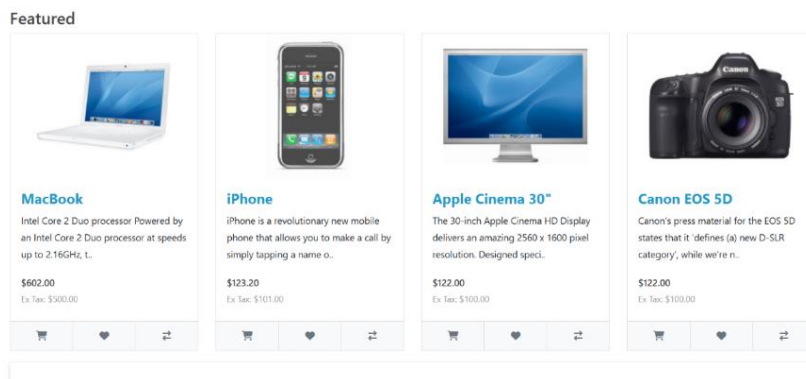 Featured
MacBook
Intel Core 2 Duo processor Powered by
an Intel Core 2 Duo processor at speeds
up to 2.16GHz, t..
$602.00
Ex Tax: $500.00
iPhone
iPhone is a revolutionary new mobile
phone that allows you to make a call by
simply tapping a name o..
$123.20
Ex Tax: $101.00
Apple Cinema 30"
The 30-inch Apple Cinema HD Display
delivers an amazing 2560 x 1600 pixel
resolution. Designed speci..
$122.00
Ex Tax: $100.00
Canon
Canon EOS 5D
Canon's press material for the EOS 5D
states that it 'defines (a) new D-SLR
category', while we're n..
$122.00
Ex Tax: $100.00